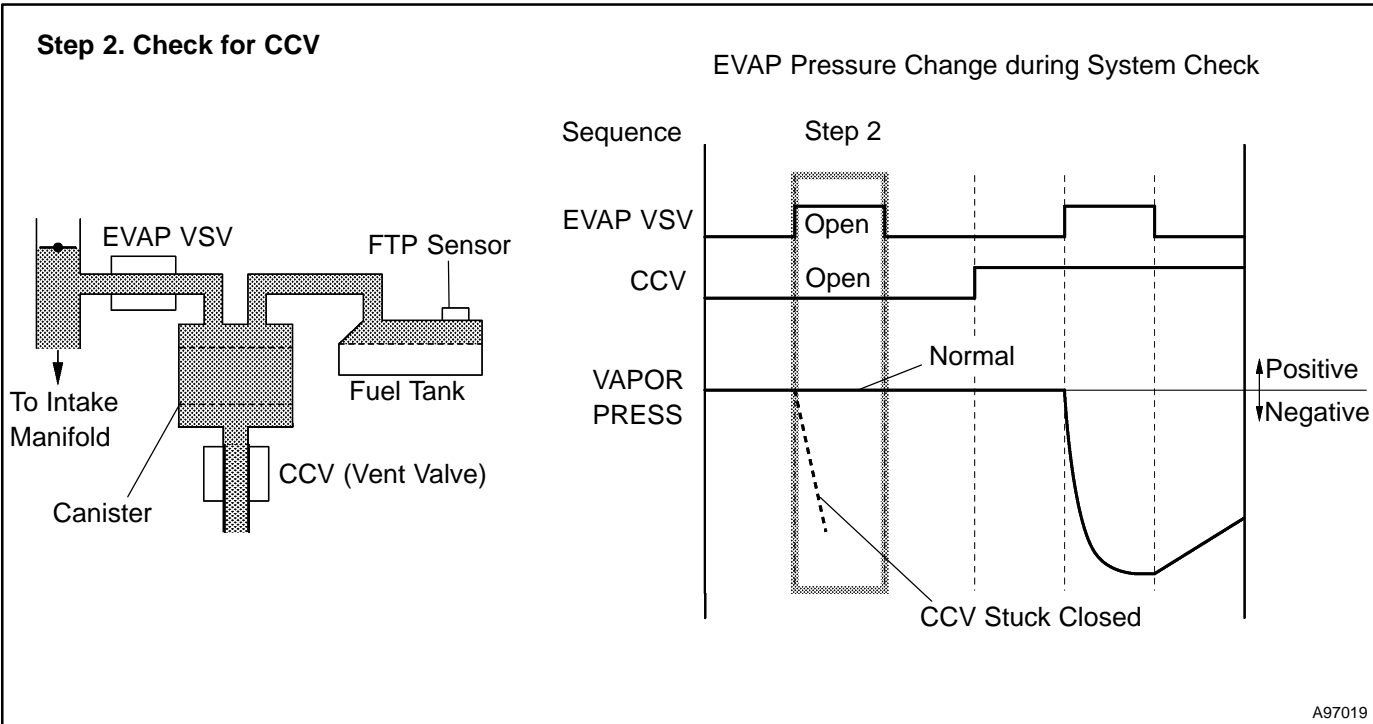 Step 2. Check for CCV
EVAP Pressure Change during System Check
Sequence
Step 2
EVAP VSV
FTP Sensor
To Intake
Manifold
Fuel Tank
CCV (Vent Valve)
Canister
EVAP VSV
Open
CCV
Open
Normal
VAPOR
PRESS
Positive
Negative
CCV Stuck Closed
A97019